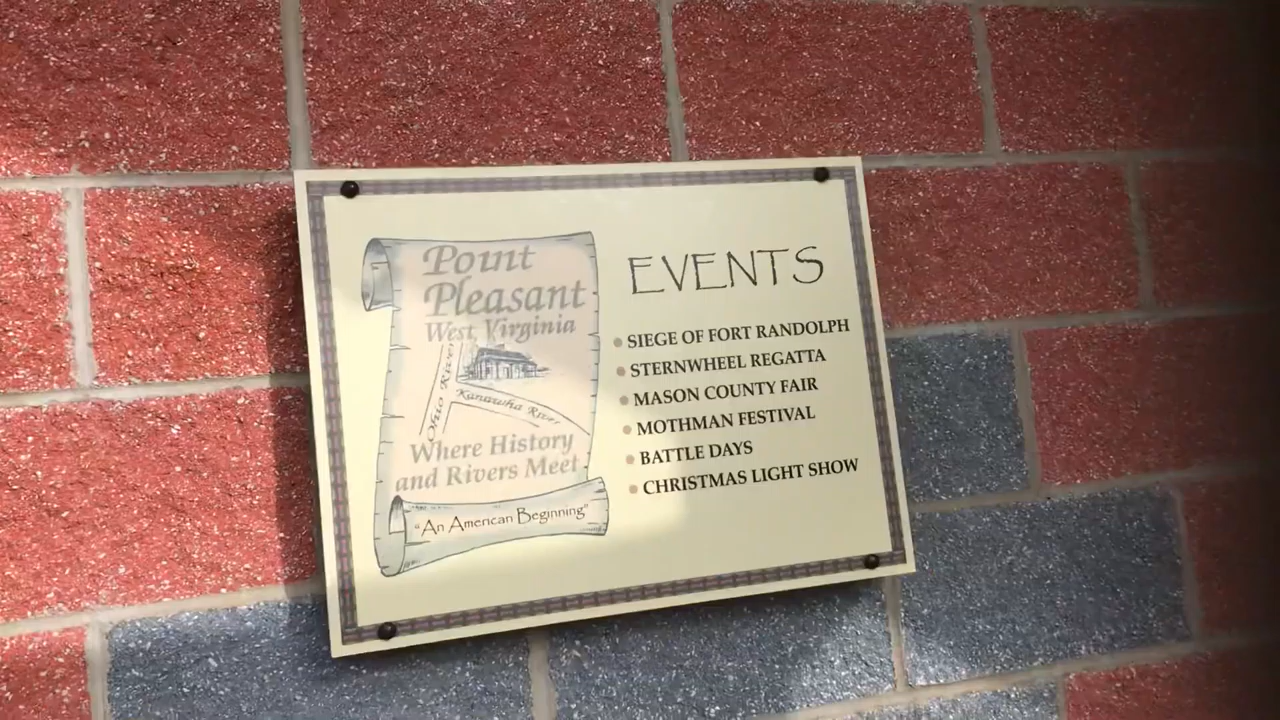 Point
Pleasant
West Virginia
Ohio River
Kanawha River
Where History
and Rivers Meet
"An American Beginning"
EVENTS
• SIEGE OF FORT RANDOLPH
• STERNWHEEL REGATTA
• MASON COUNTY FAIR
• MOTHMAN FESTIVAL
• BATTLE DAYS
• CHRISTMAS LIGHT SHOW